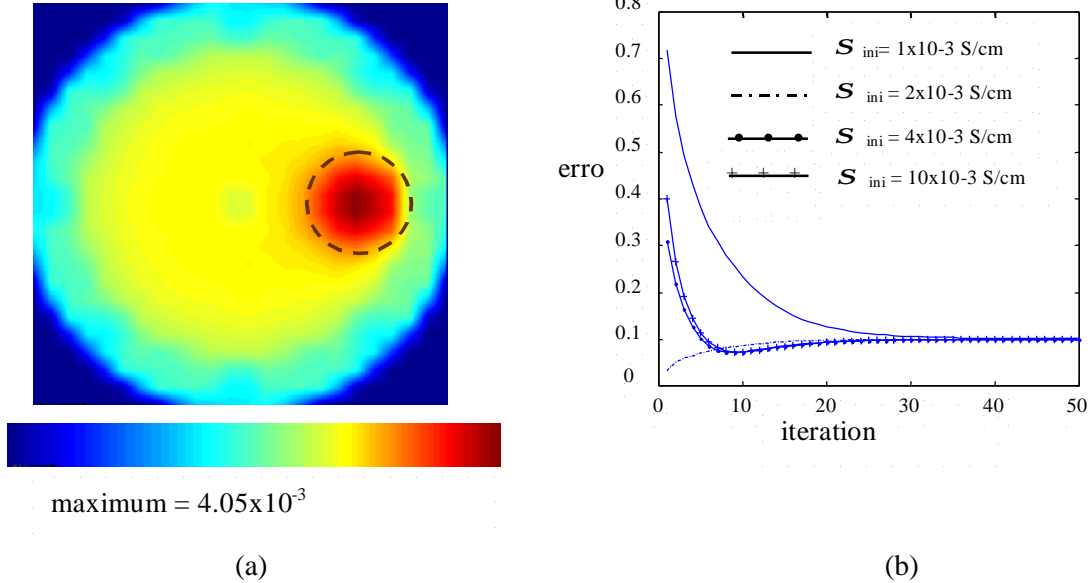 maximum = 4.05x10-3
(a)
0.8
0.7
0.6
0.5
0.4
0.3
0.2
0.1
0
erro
S ini= 1x10-3 S/cm
S ini = 2x10-3 S/cm
S ini = 4x10-3 S/cm
S ini = 10x10-3 S/cm
0 10 20 30 40 50
iteration
(b)